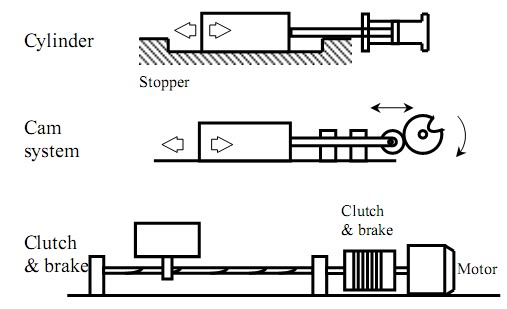 Cylinder
Stopper
Cam
system
Clutch
& brake
Clutch
& brake
Motor